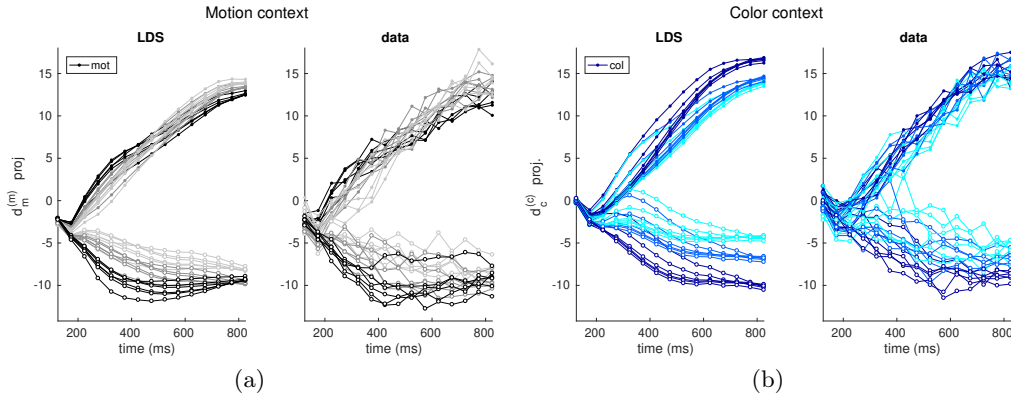 Motion context
Color context
LDS
data
LDS
data
mot
col
15
10
5
0
-5
-10
15
10
5
0
-5
-10
15
10
5
0
-5
-10
15
10
5
0
-5
-10
d_m^(m) proj
d_c^(c) proj.
200 400 600 800
200 400 600 800
200 400 600 800
200 400 600 800
time (ms)
time (ms)
time (ms)
time (ms)
(a)
(b)